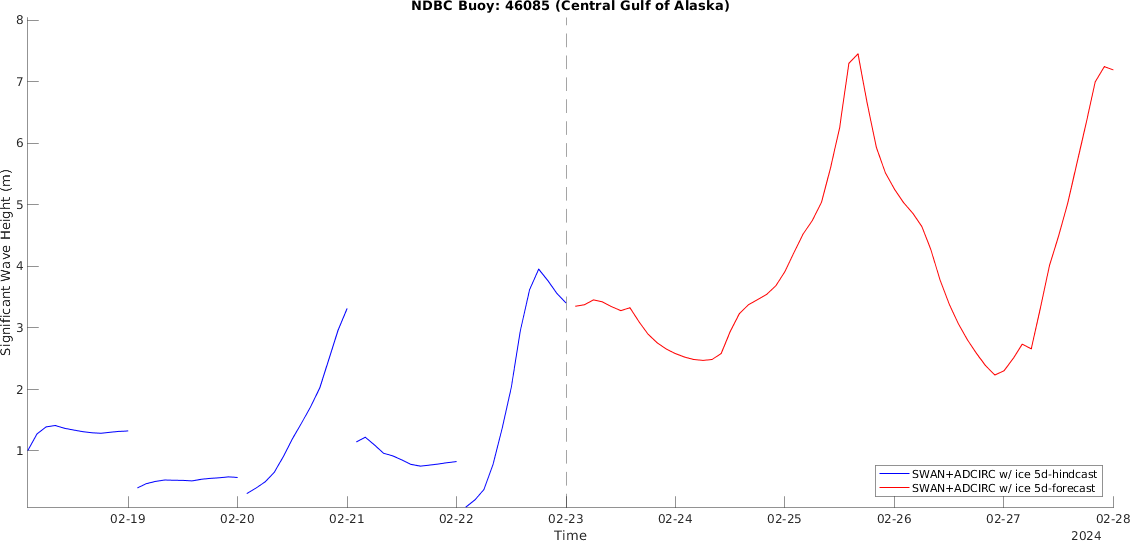 NDBC Buoy: 46085 (Central Gulf of Alaska)
8
7
6
5
4
3
2
1
Significant Wave Height (m)
02-19 02-20 02-21 02-22 02-23 02-24 02-25 02-26 02-27 02-28
Time
2024
SWAN+ADCIRC w/ ice 5d-hindcast
SWAN+ADCIRC w/ ice 5d-forecast